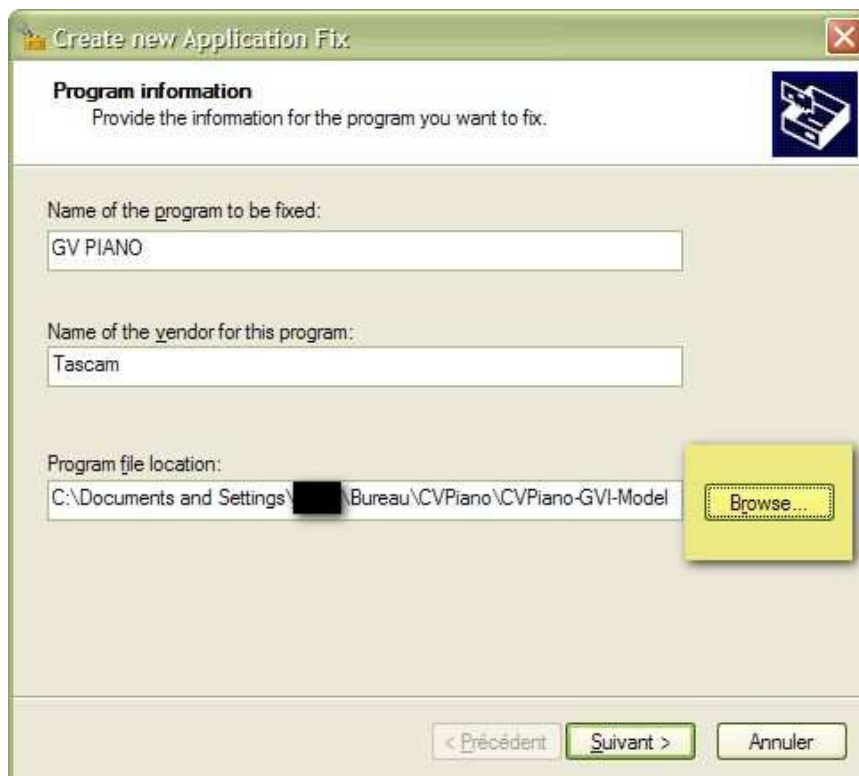 Create new Application Fix
Program information
Provide the information for the program you want to fix.
Name of the program to be fixed:
GV PIANO
Name of the vendor for this program:
Tascam
Program file location:
C:\Documents and Settings\ \Bureau\CVPiano\CVPiano-GVI-Model
Browse...
< Précédent
Suivant >
Annuler